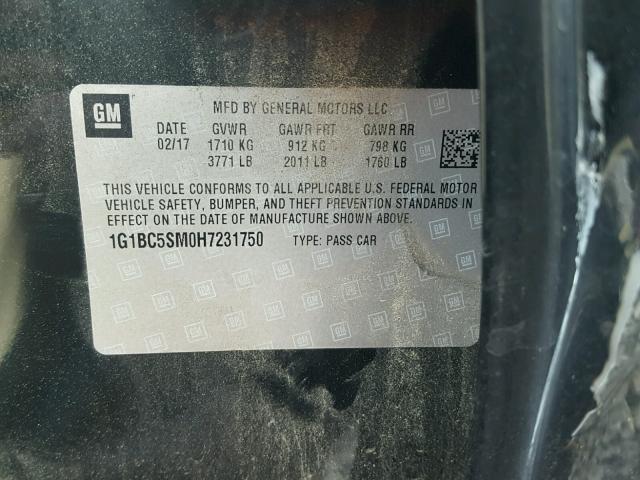 GM
MFD BY GENERAL MOTORS LLC
DATE GVWR GAWR FRT GAWR RR
02/17 1710 KG 912 KG 798 KG
3771 LB 2011 LB 1760 LB
THIS VEHICLE CONFORMS TO ALL APPLICABLE U.S. FEDERAL MOTOR
VEHICLE SAFETY, BUMPER, AND THEFT PREVENTION STANDARDS IN
EFFECT ON THE DATE OF MANUFACTURE SHOWN ABOVE.
1G1BC5SM0H7231750 TYPE: PASS CAR